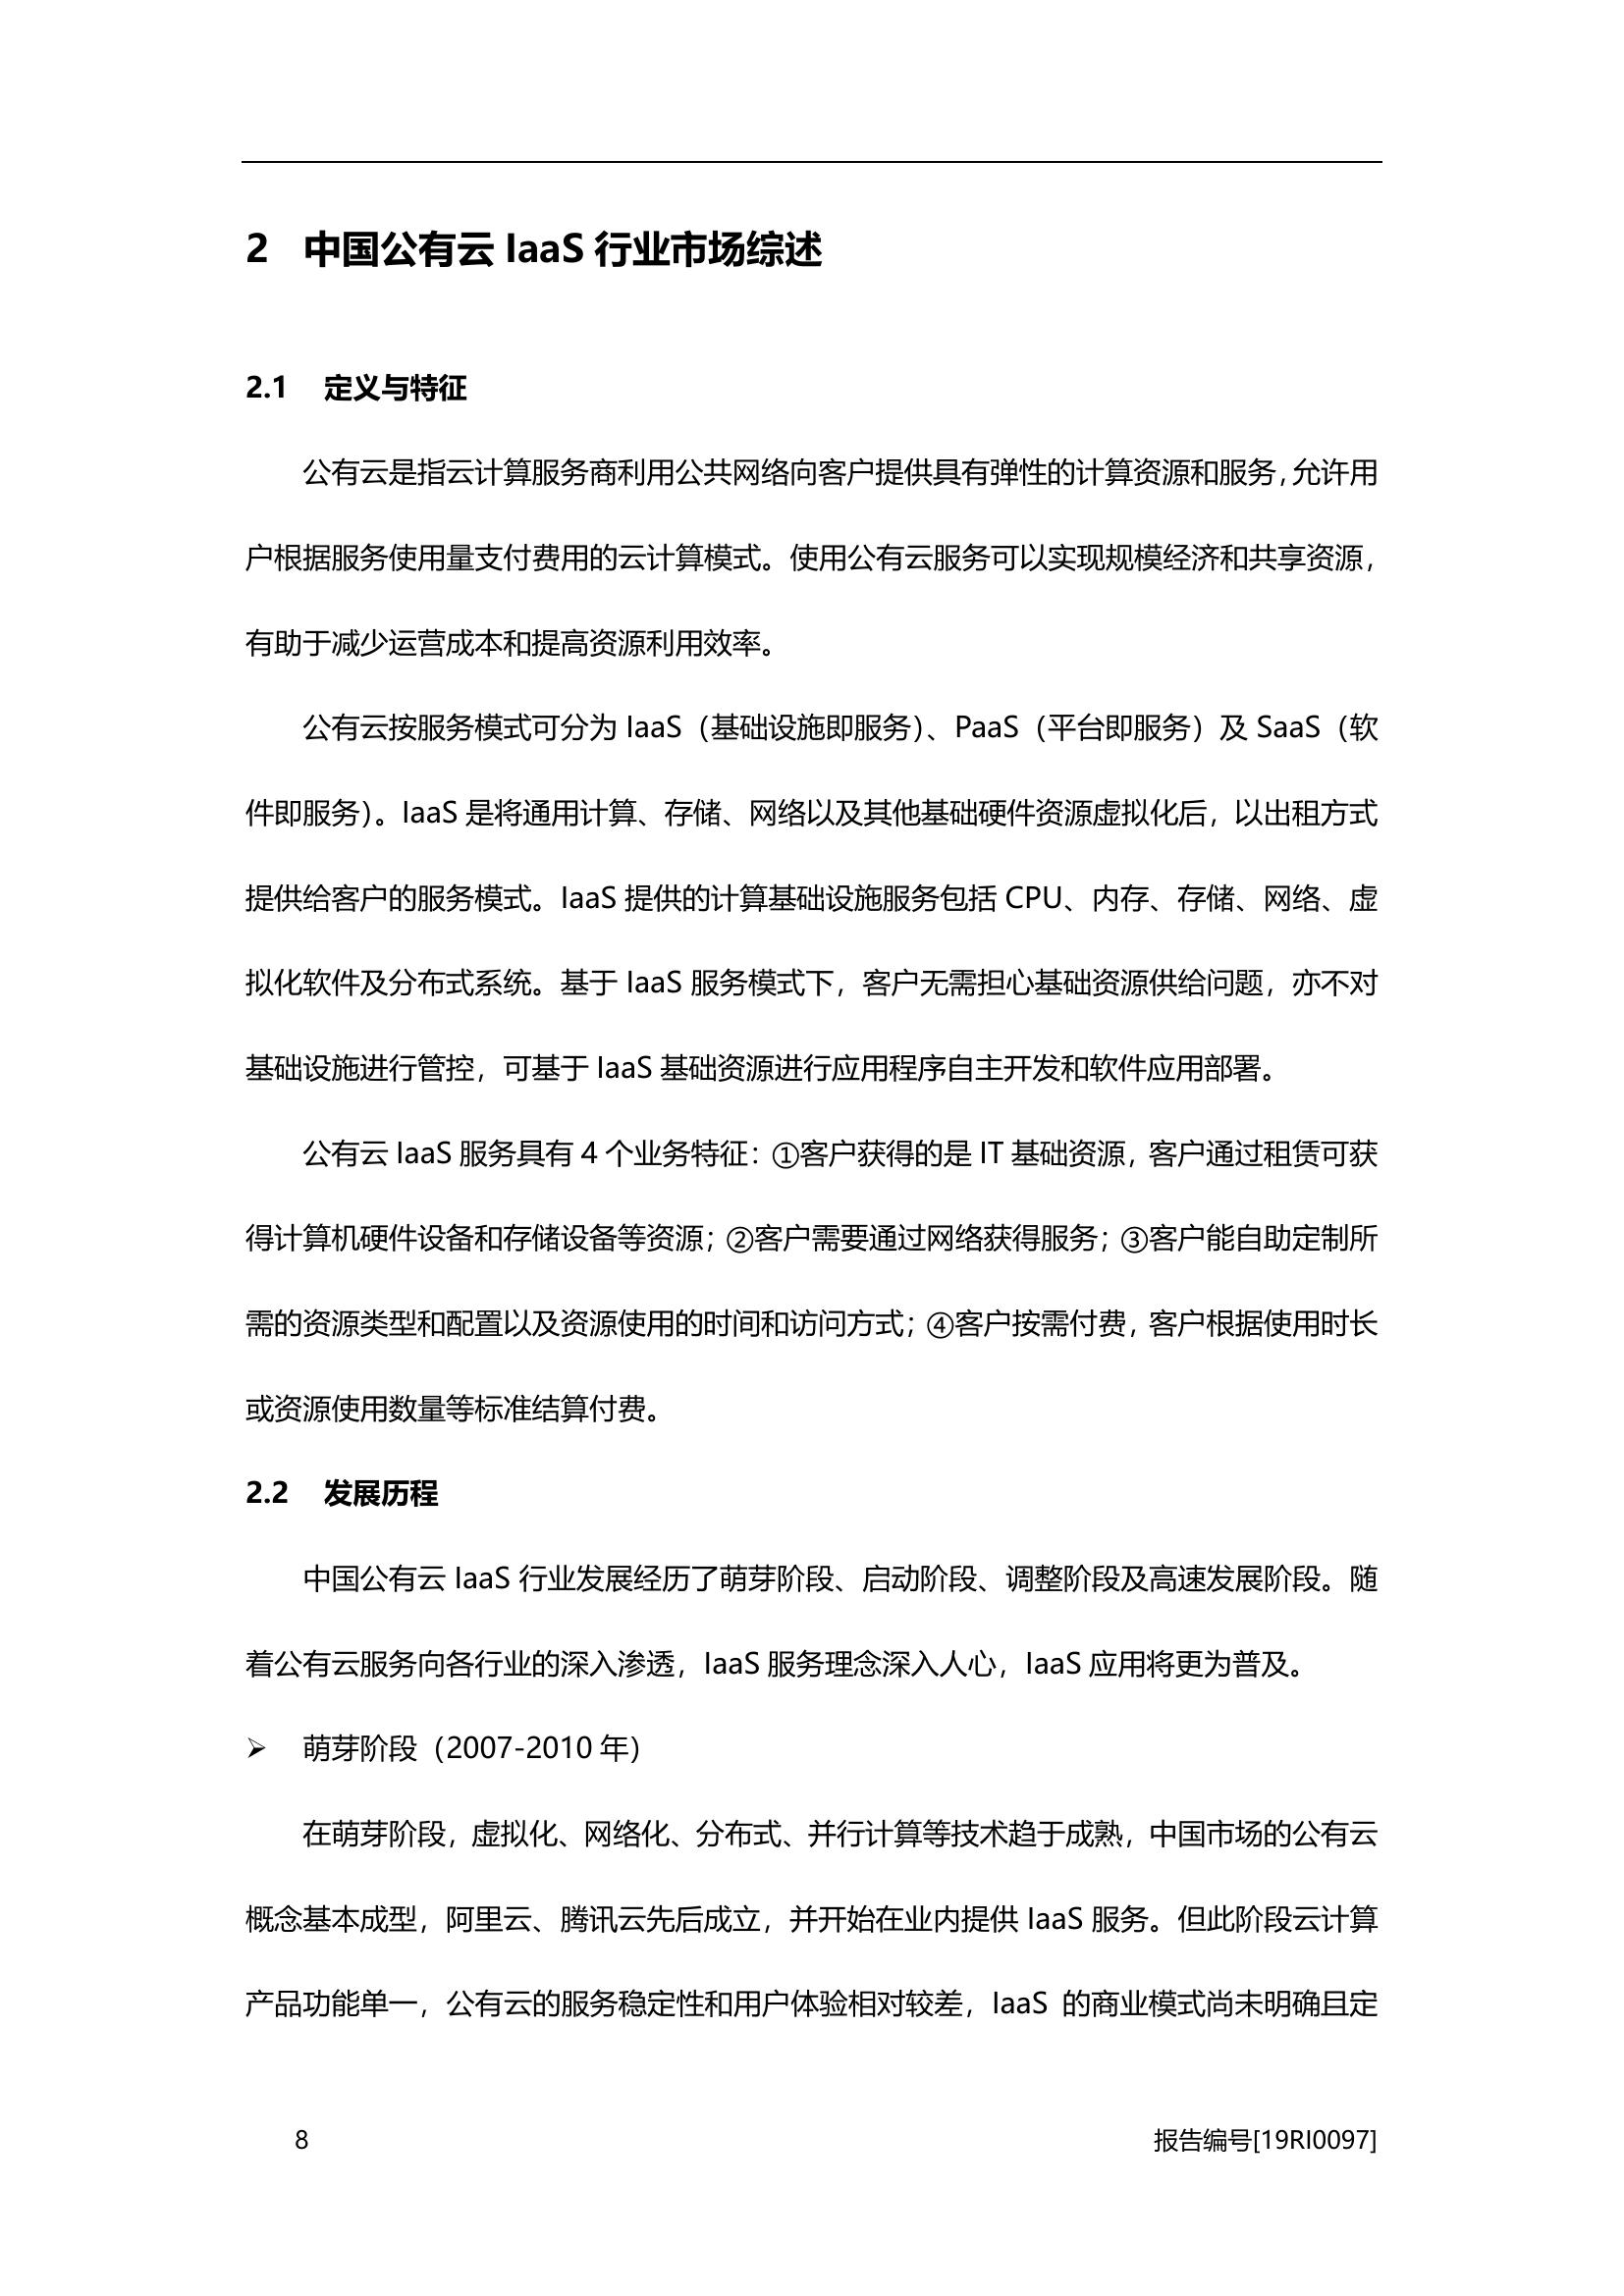 2 中国公有云 IaaS 行业市场综述
2.1 定义与特征
公有云是指云计算服务商利用公共网络向客户提供具有弹性的计算资源和服务，允许用
户根据服务使用量支付费用的云计算模式。使用公有云服务可以实现规模经济和共享资源，
有助于减少运营成本和提高资源利用效率。
公有云按服务模式可分为 IaaS（基础设施即服务）、PaaS（平台即服务）及 SaaS（软
件即服务）。IaaS 是将通用计算、存储、网络以及其他基础硬件资源虚拟化后，以出租方式
提供给客户的服务模式。IaaS 提供的计算基础设施服务包括 CPU、内存、存储、网络、虚
拟化软件及分布式系统。基于 IaaS 服务模式下，客户无需担心基础资源供给问题，亦不对
基础设施进行管控，可基于 IaaS 基础资源进行应用程序自主开发和软件应用部署。
公有云 IaaS 服务具有 4 个业务特征：①客户获得的是 IT 基础资源，客户通过租赁可获
得计算机硬件设备和存储设备等资源；②客户需要通过网络获得服务；③客户能自助定制所
需的资源类型和配置以及资源使用的时间和访问方式；④客户按需付费，客户根据使用时长
或资源使用数量等标准结算付费。
2.2 发展历程
中国公有云 IaaS 行业发展经历了萌芽阶段、启动阶段、调整阶段及高速发展阶段。随
着公有云服务向各行业的深入渗透，IaaS 服务理念深入人心，IaaS 应用将更为普及。
➢ 萌芽阶段（2007-2010 年）
在萌芽阶段，虚拟化、网络化、分布式、并行计算等技术趋于成熟，中国市场的公有云
概念基本成型，阿里云、腾讯云先后成立，并开始在业内提供 IaaS 服务。但此阶段云计算
产品功能单一，公有云的服务稳定性和用户体验相对较差，IaaS 的商业模式尚未明确且定
8 报告编号[19RI0097]